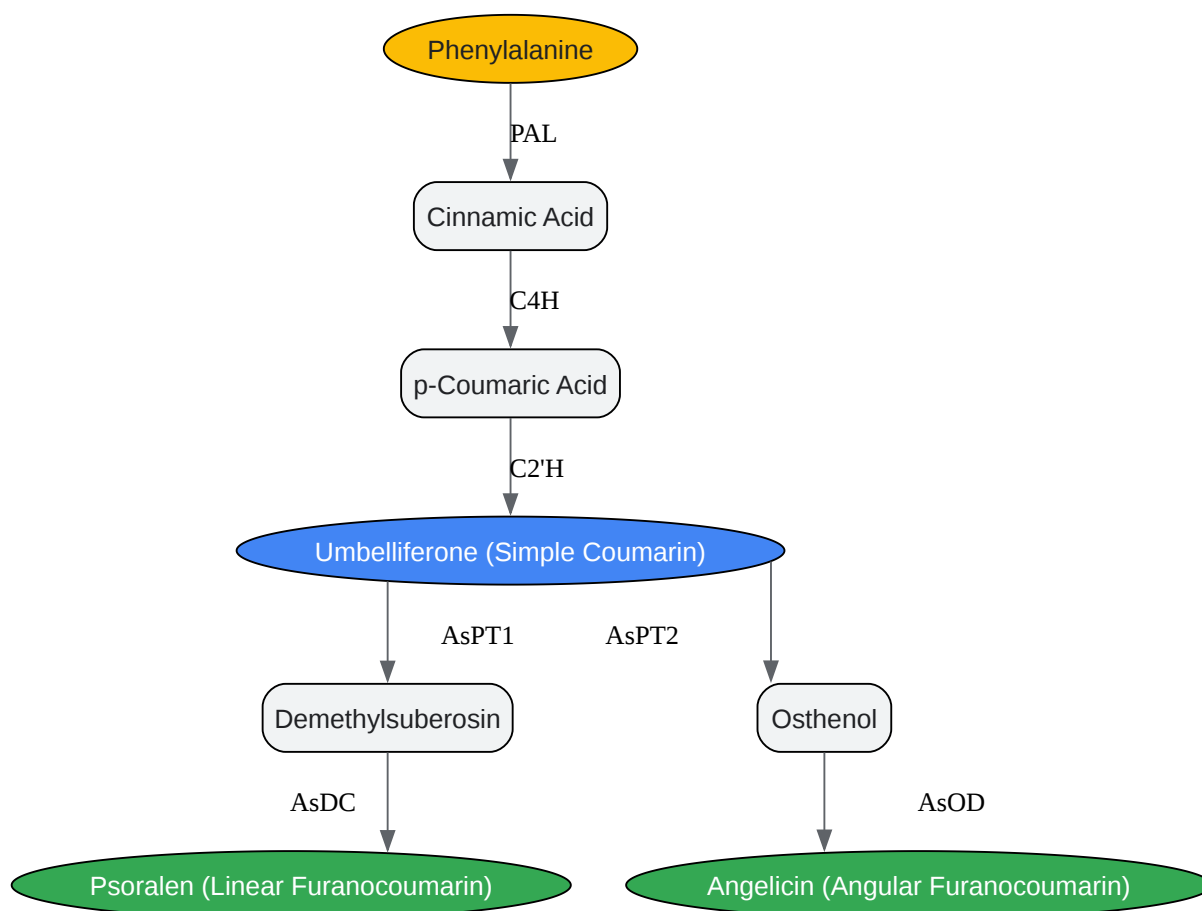 Phenylalanine
PAL
Cinnamic Acid
C4H
p-Coumaric Acid
C2'H
Umbelliferone (Simple Coumarin)
AsPT1
AsPT2
Demethylsuberosin
Osthenol
AsDC
AsOD
Psoralen (Linear Furanocoumarin)
Angelicin (Angular Furanocoumarin)